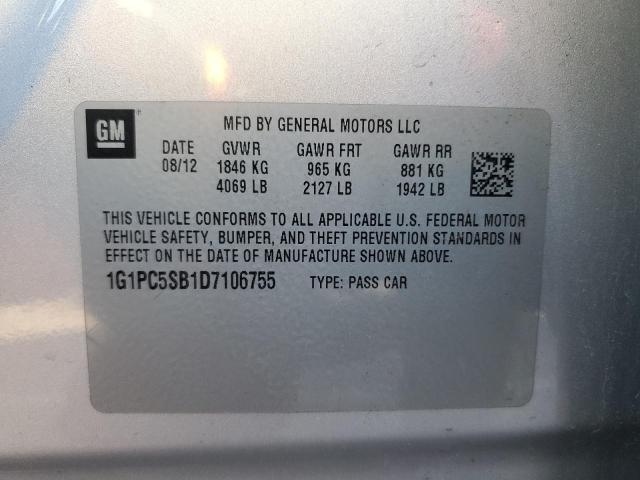 GM
MFD BY GENERAL MOTORS LLC
DATE GVWR GAWR FRT GAWR RR
08/12 1846 KG 965 KG 881 KG
4069 LB 2127 LB 1942 LB
THIS VEHICLE CONFORMS TO ALL APPLICABLE U.S. FEDERAL MOTOR
VEHICLE SAFETY, BUMPER, AND THEFT PREVENTION STANDARDS IN
EFFECT ON THE DATE OF MANUFACTURE SHOWN ABOVE.
1G1PC5SB1D7106755 TYPE: PASS CAR